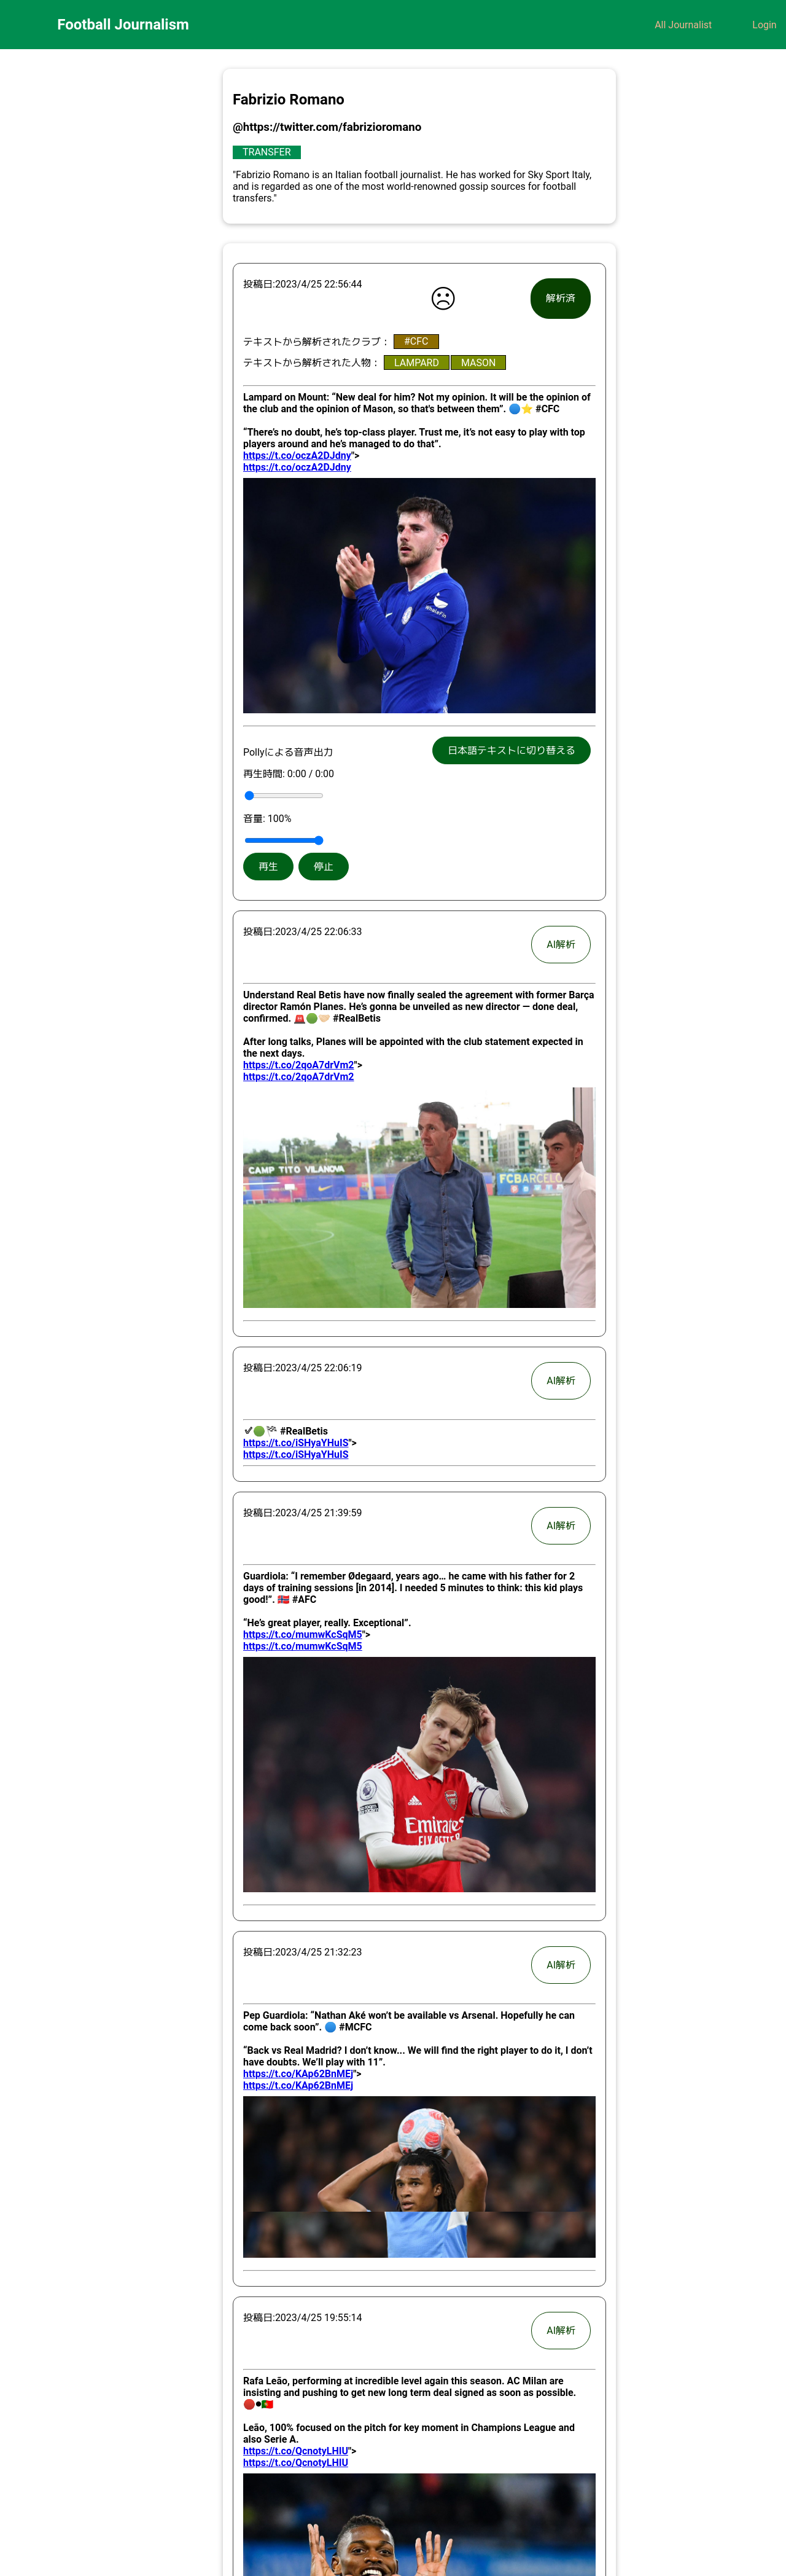 Football Journalism
All Journalist
Login
Fabrizio Romano
@https://twitter.com/fabrizioromano
TRANSFER
"Fabrizio Romano is an Italian football journalist. He has worked for Sky Sport Italy,
and is regarded as one of the most world-renowned gossip sources for football
transfers."
投稿日:2023/4/25 22:56:44
解析済
テキストから解析されたクラブ： #CFC
テキストから解析された人物： LAMPARD MASON
Lampard on Mount: “New deal for him? Not my opinion. It will be the opinion of
the club and the opinion of Mason, so that's between them”. 🔵⭐️ #CFC
“There’s no doubt, he’s top-class player. Trust me, it’s not easy to play with top
players around and he’s managed to do that”.
https://t.co/oczA2DJdny">
https://t.co/oczA2DJdny
WhaleFin
Pollyによる音声出力
日本語テキストに切り替える
再生時間: 0:00 / 0:00
音量: 100%
再生
停止
投稿日:2023/4/25 22:06:33
AI解析
Understand Real Betis have now finally sealed the agreement with former Barça
director Ramón Planes. He’s gonna be unveiled as new director — done deal,
confirmed. 🚨🟢🤝🏻 #RealBetis
After long talks, Planes will be appointed with the club statement expected in
the next days.
https://t.co/2qoA7drVm2">
https://t.co/2qoA7drVm2
CAMP TITO VILANOVA
FCBARCELO
投稿日:2023/4/25 22:06:19
AI解析
✔️🟢🏁 #RealBetis
https://t.co/iSHyaYHulS">
https://t.co/iSHyaYHulS
投稿日:2023/4/25 21:39:59
AI解析
Guardiola: “I remember Ødegaard, years ago… he came with his father for 2
days of training sessions [in 2014]. I needed 5 minutes to think: this kid plays
good!”. 🇳🇴 #AFC
“He’s great player, really. Exceptional”.
https://t.co/mumwKcSqM5">
https://t.co/mumwKcSqM5
Emirates
投稿日:2023/4/25 21:32:23
AI解析
Pep Guardiola: “Nathan Aké won’t be available vs Arsenal. Hopefully he can
come back soon”. 🔵 #MCFC
“Back vs Real Madrid? I don’t know... We will find the right player to do it, I don’t
have doubts. We’ll play with 11”.
https://t.co/KAp62BnMEj">
https://t.co/KAp62BnMEj
投稿日:2023/4/25 19:55:14
AI解析
Rafa Leão, performing at incredible level again this season. AC Milan are
insisting and pushing to get new long term deal signed as soon as possible.
🔴⚫️🇵🇹
Leão, 100% focused on the pitch for key moment in Champions League and
also Serie A.
https://t.co/QcnotyLHIU">
https://t.co/QcnotyLHIU